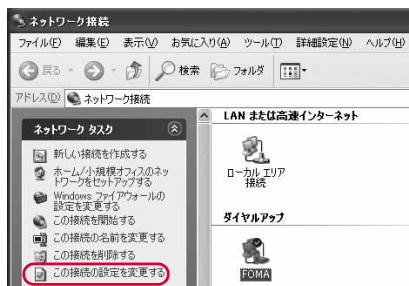 ネットワーク接続
ファイル(F) 編集(E) 表示(V) お気に入り(A) ツール(T) 詳細設定(N) ヘルプ(H)
戻る 検索 フォルダ
アドレス(D) ネットワーク接続
ネットワーク タスク
新しい接続を作成する
ホーム/小規模オフィスのネッ
トワークをセットアップする
Windows ファイアウォールの
設定を変更する
この接続を開始する
この接続の名前を変更する
この接続を削除する
この接続の設定を変更する
LAN または高速インターネット
ローカル エリア
接続
ダイヤルアップ
FOMA